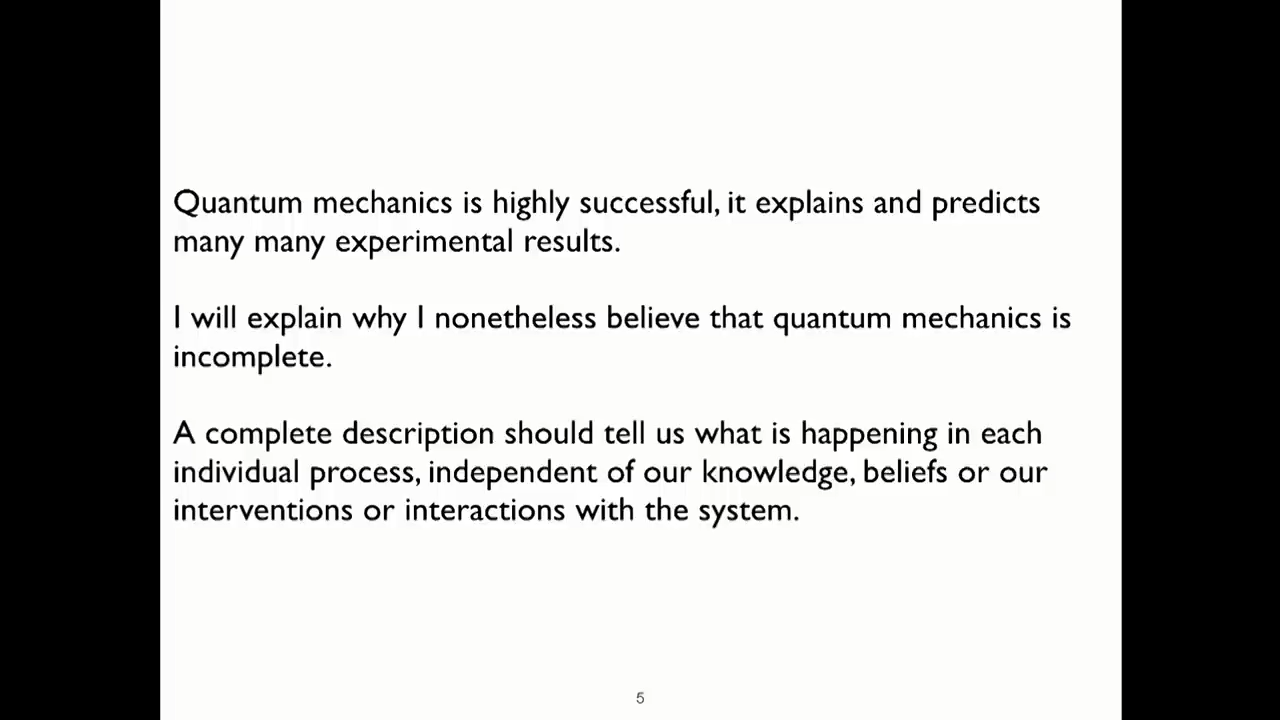 Quantum mechanics is highly successful, it explains and predicts
many many experimental results.
I will explain why I nonetheless believe that quantum mechanics is
incomplete.
A complete description should tell us what is happening in each
individual process, independent of our knowledge, beliefs or our
interventions or interactions with the system.
5